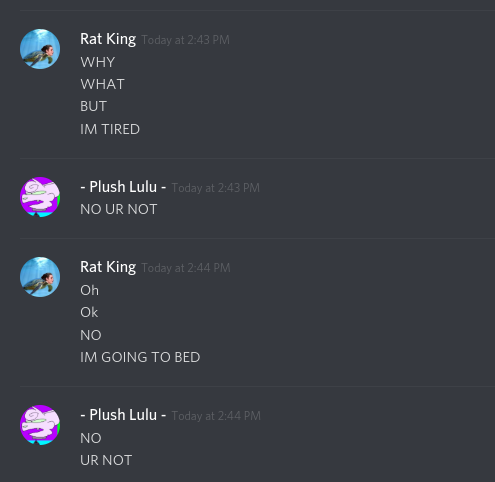 Rat King Today at 2:43 PM
WHY
WHAT
BUT
IM TIRED
- Plush Lulu - Today at 2:43 PM
NO UR NOT
Rat King Today at 2:44 PM
Oh
Ok
NO
IM GOING TO BED
- Plush Lulu - Today at 2:44 PM
NO
UR NOT